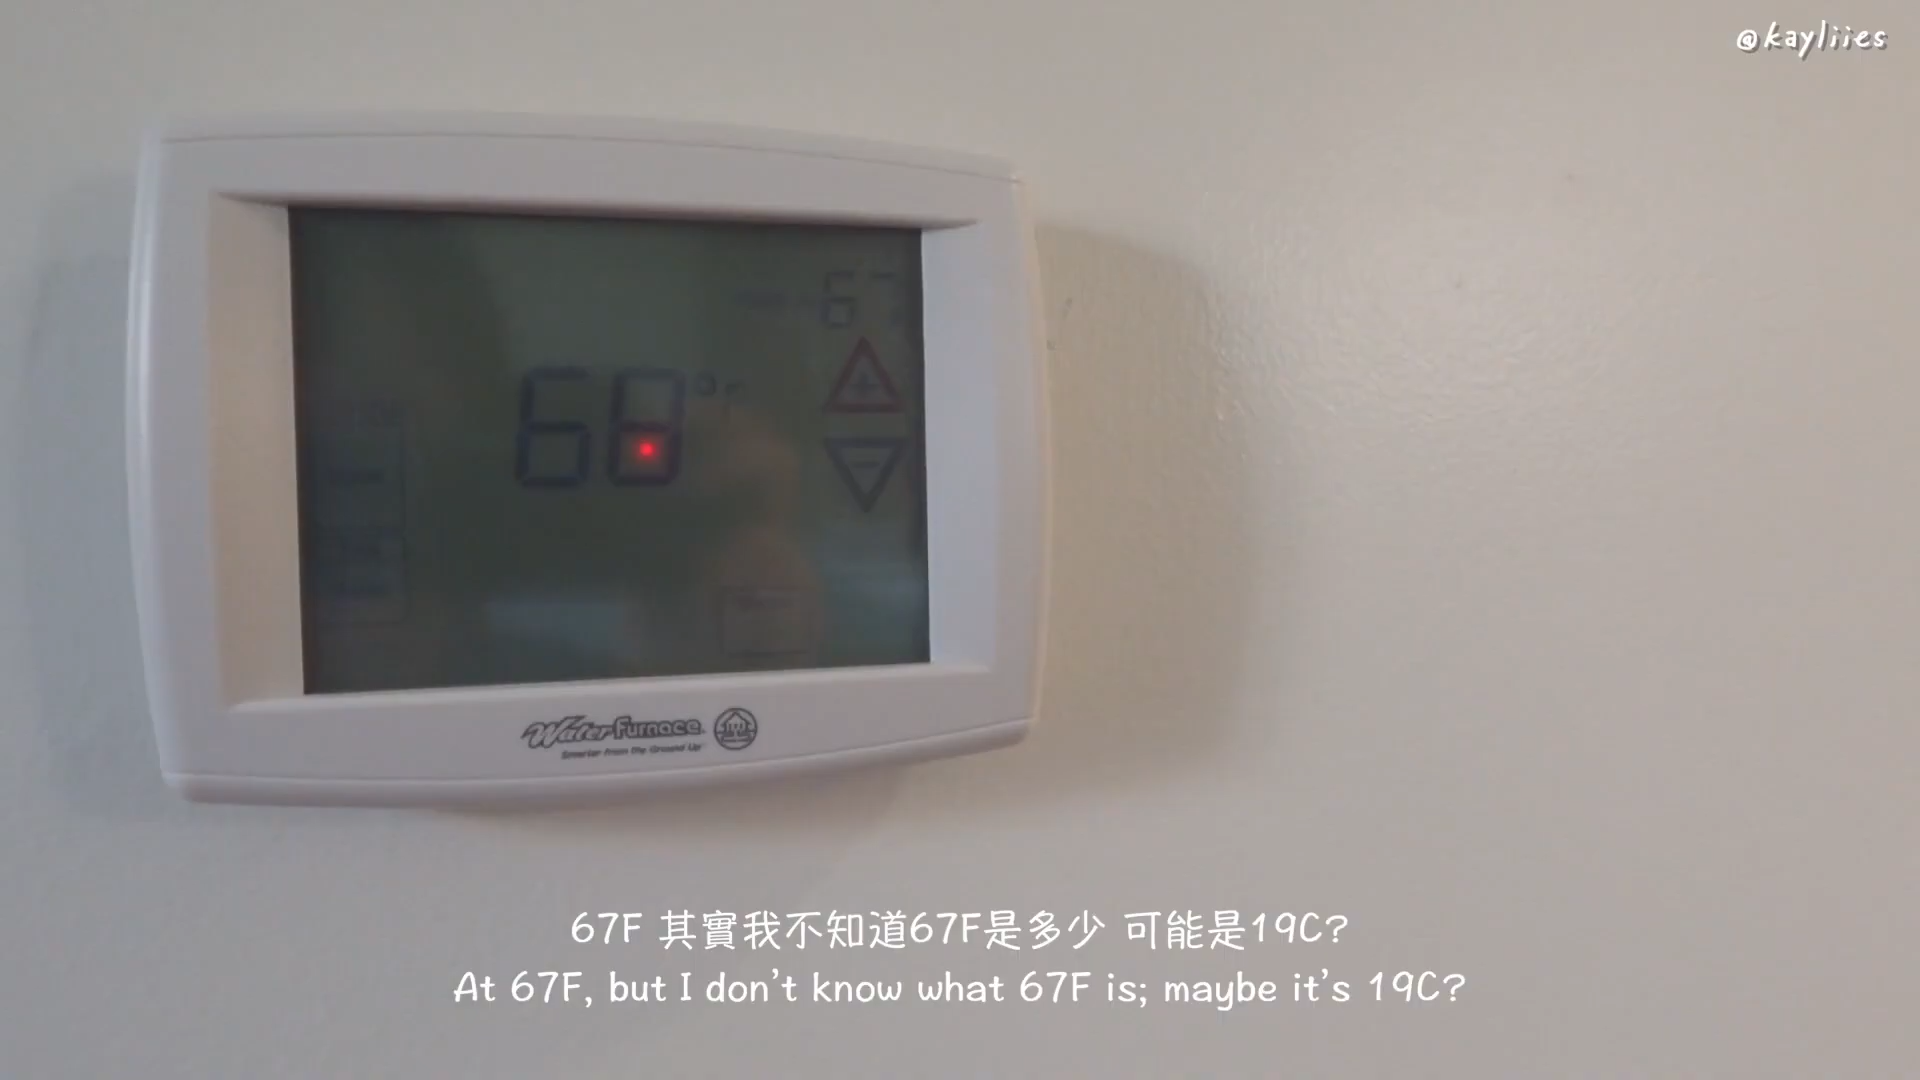 @kayliies
67
68°F
WaterFurnace
Smarter from the Ground Up
67F 其實我不知道67F是多少 可能是19C?
At 67F, but I don't know what 67F is; maybe it's 19C?